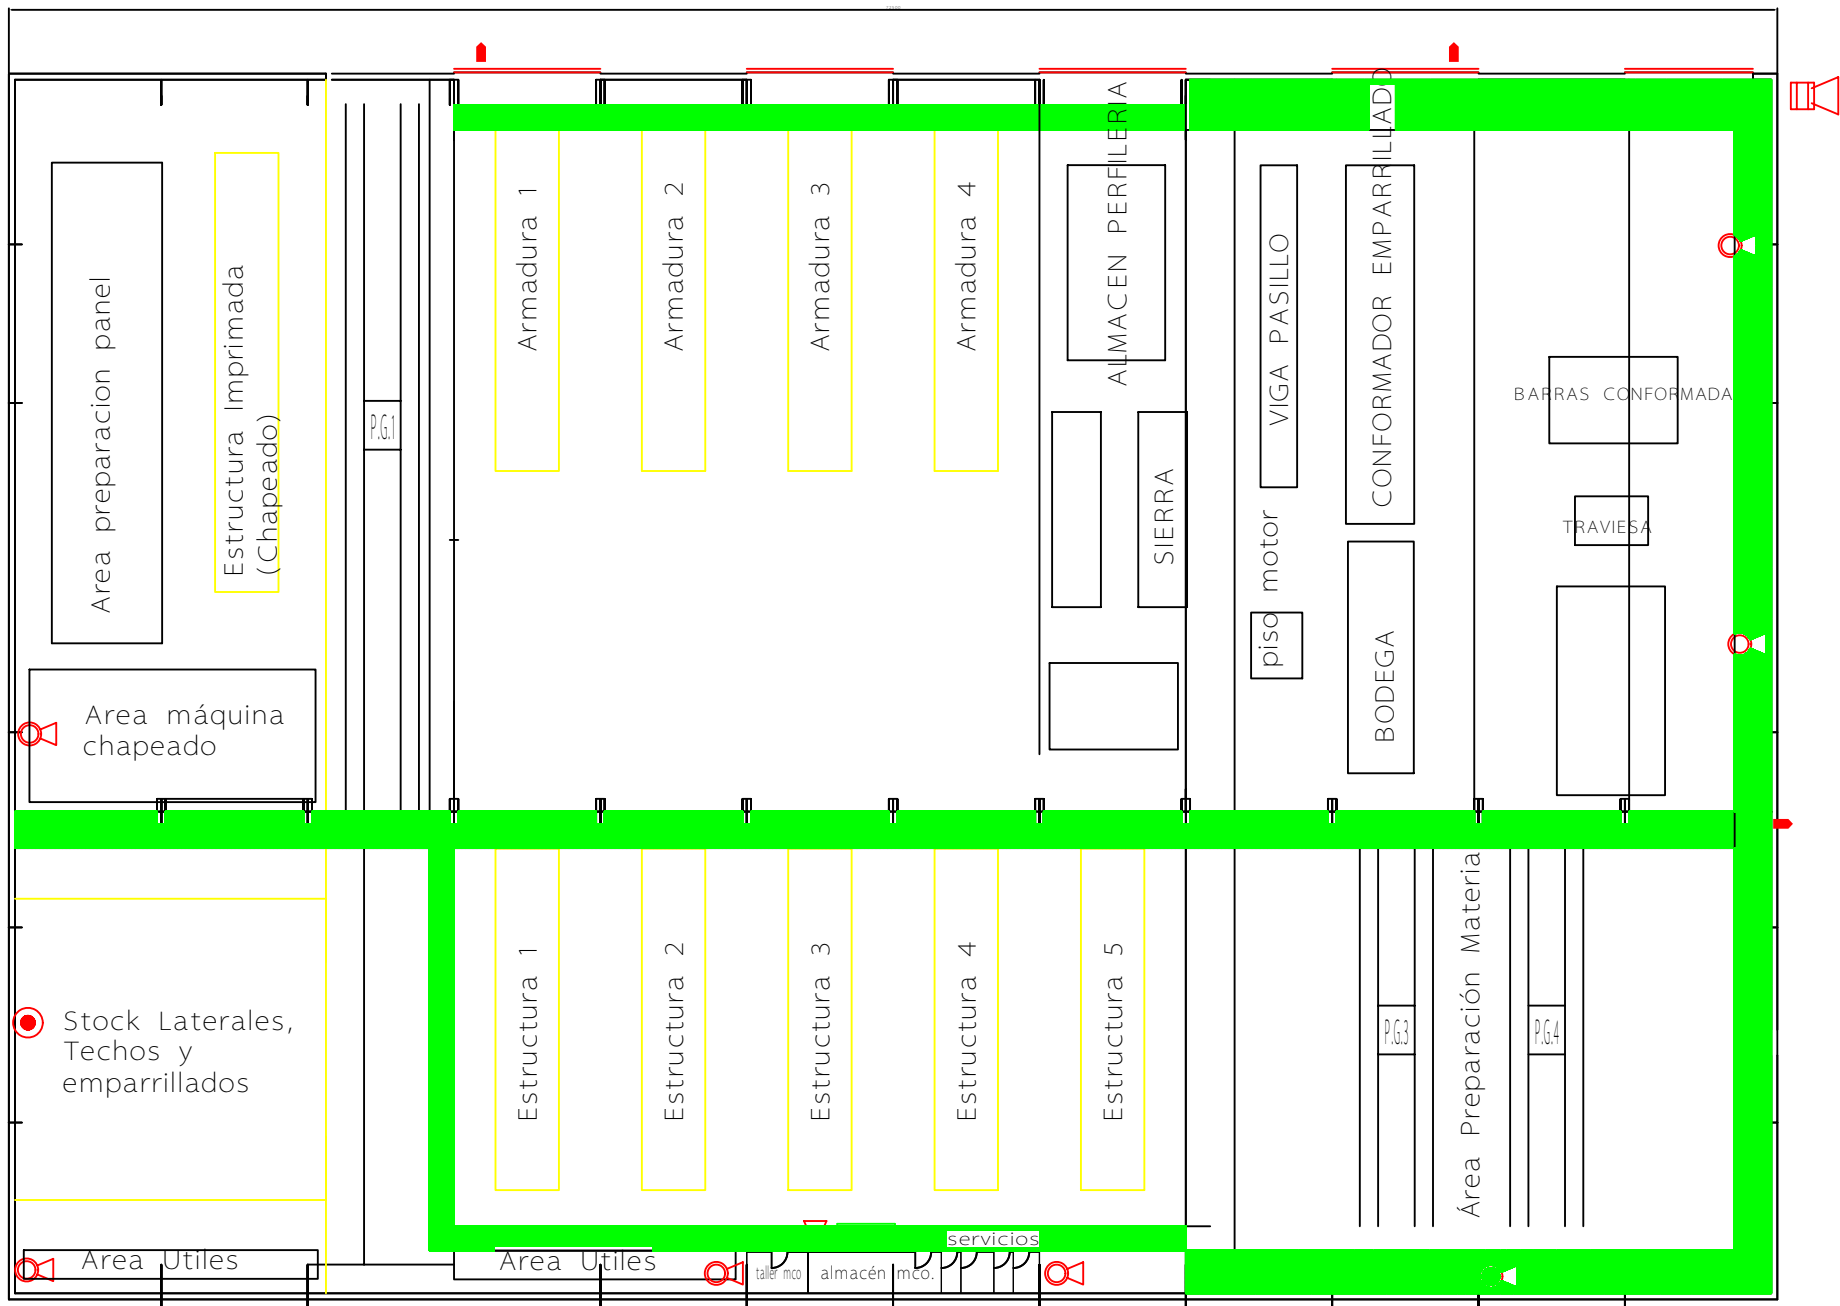 Area preparacion panel
Estructura Imprimada
(Chapeado)
P.G.1
Armadura 1
Armadura 2
Armadura 3
Armadura 4
ALMACEN PERFILERIA
SIERRA
VIGA PASILLO
piso motor
CONFORMADOR EMPARRILLADO
BODEGA
BARRAS CONFORMADA
TRAVIESA
Area máquina
chapeado
Stock Laterales,
Techos y
emparrillados
Estructura 1
Estructura 2
Estructura 3
Estructura 4
Estructura 5
P.G.3
Área Preparación Materia
P.G.4
Area Utiles
Area Utiles
taller mco
almacén mco.
servicios